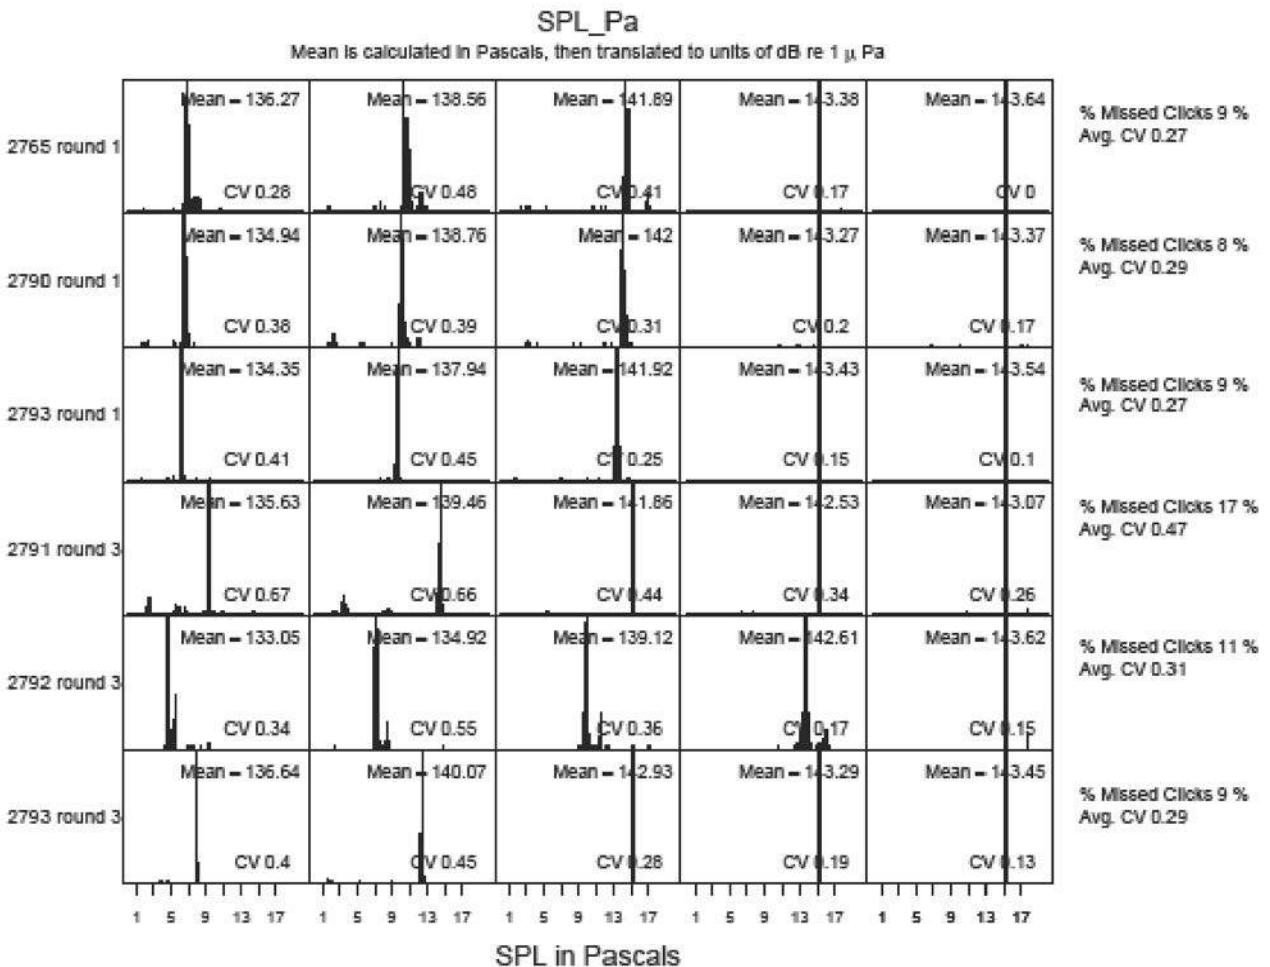 SPL_Pa
Mean is calculated in Pascals, then translated to units of dB re 1 μ Pa
Mean = 136.27 Mean = 138.56 Mean = 141.89 Mean = 143.38 Mean = 143.64
% Missed Clicks 9 %
Avg. CV 0.27
2765 round 1
CV 0.28 CV 0.48 CV 0.41 CV 0.17 CV 0
Mean = 134.94 Mean = 138.76 Mean = 142 Mean = 143.27 Mean = 143.37
% Missed Clicks 8 %
Avg. CV 0.29
2790 round 1
CV 0.38 CV 0.39 CV 0.31 CV 0.2 CV 0.17
Mean = 134.35 Mean = 137.94 Mean = 141.92 Mean = 143.43 Mean = 143.54
% Missed Clicks 9 %
Avg. CV 0.27
2793 round 1
CV 0.41 CV 0.45 CV 0.25 CV 0.15 CV 0.1
Mean = 135.63 Mean = 139.46 Mean = 141.86 Mean = 142.53 Mean = 143.07
% Missed Clicks 17 %
Avg. CV 0.47
2791 round 3
CV 0.67 CV 0.66 CV 0.44 CV 0.34 CV 0.26
Mean = 133.05 Mean = 134.92 Mean = 139.12 Mean = 142.61 Mean = 143.62
% Missed Clicks 11 %
Avg. CV 0.31
2792 round 3
CV 0.34 CV 0.55 CV 0.36 CV 0.17 CV 0.15
Mean = 136.64 Mean = 140.07 Mean = 142.93 Mean = 143.29 Mean = 143.45
% Missed Clicks 9 %
Avg. CV 0.29
2793 round 3
CV 0.4 CV 0.45 CV 0.28 CV 0.19 CV 0.13
1 5 9 13 17 1 5 9 13 17 1 5 9 13 17 1 5 9 13 17 1 5 9 13 17
SPL in Pascals